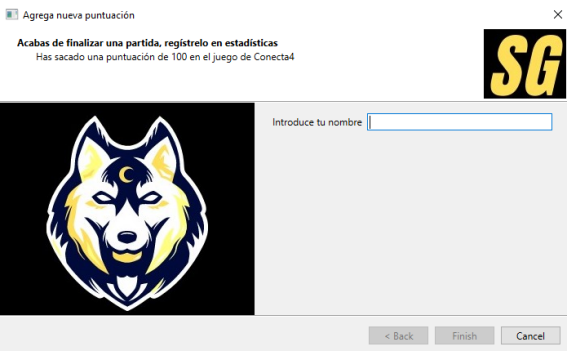 Agrega nueva puntuación
Acabas de finalizar una partida, regístrelo en estadísticas
Has sacado una puntuación de 100 en el juego de Conecta4
SG
Introduce tu nombre
< Back
Finish
Cancel